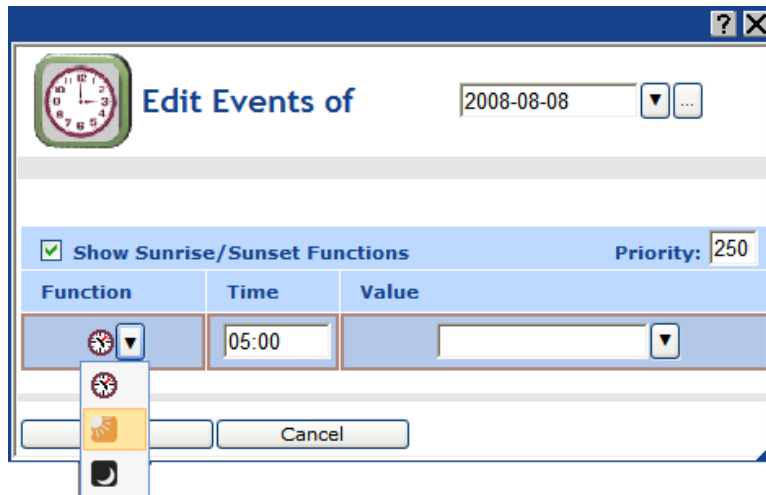 ?
Edit Events of
2008-08-08
...
Show Sunrise/Sunset Functions
Priority: 250
Function Time Value
05:00
Cancel